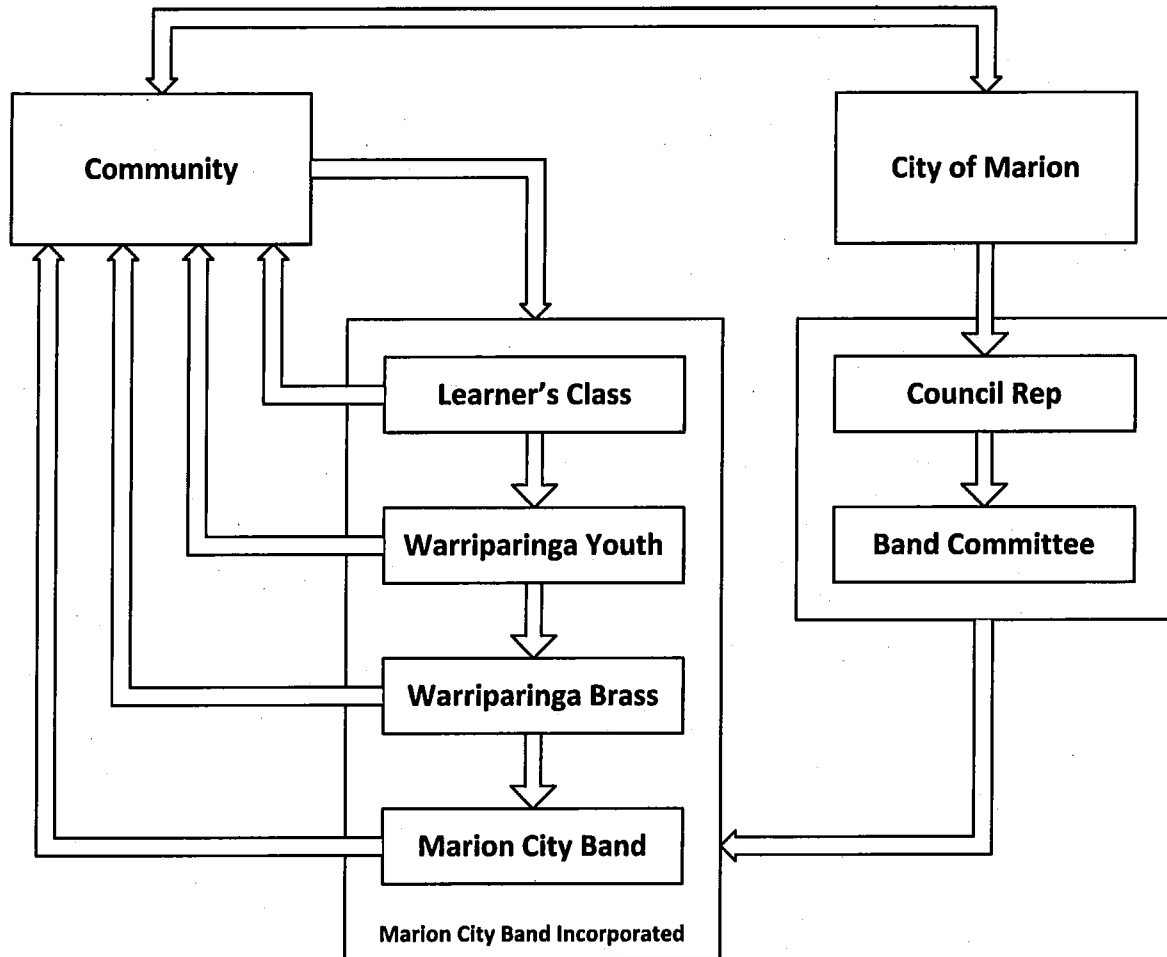 Community
City of Marion
Learner's Class
Council Rep
Warriparinga Youth
Band Committee
Warriparinga Brass
Marion City Band
Marion City Band Incorporated